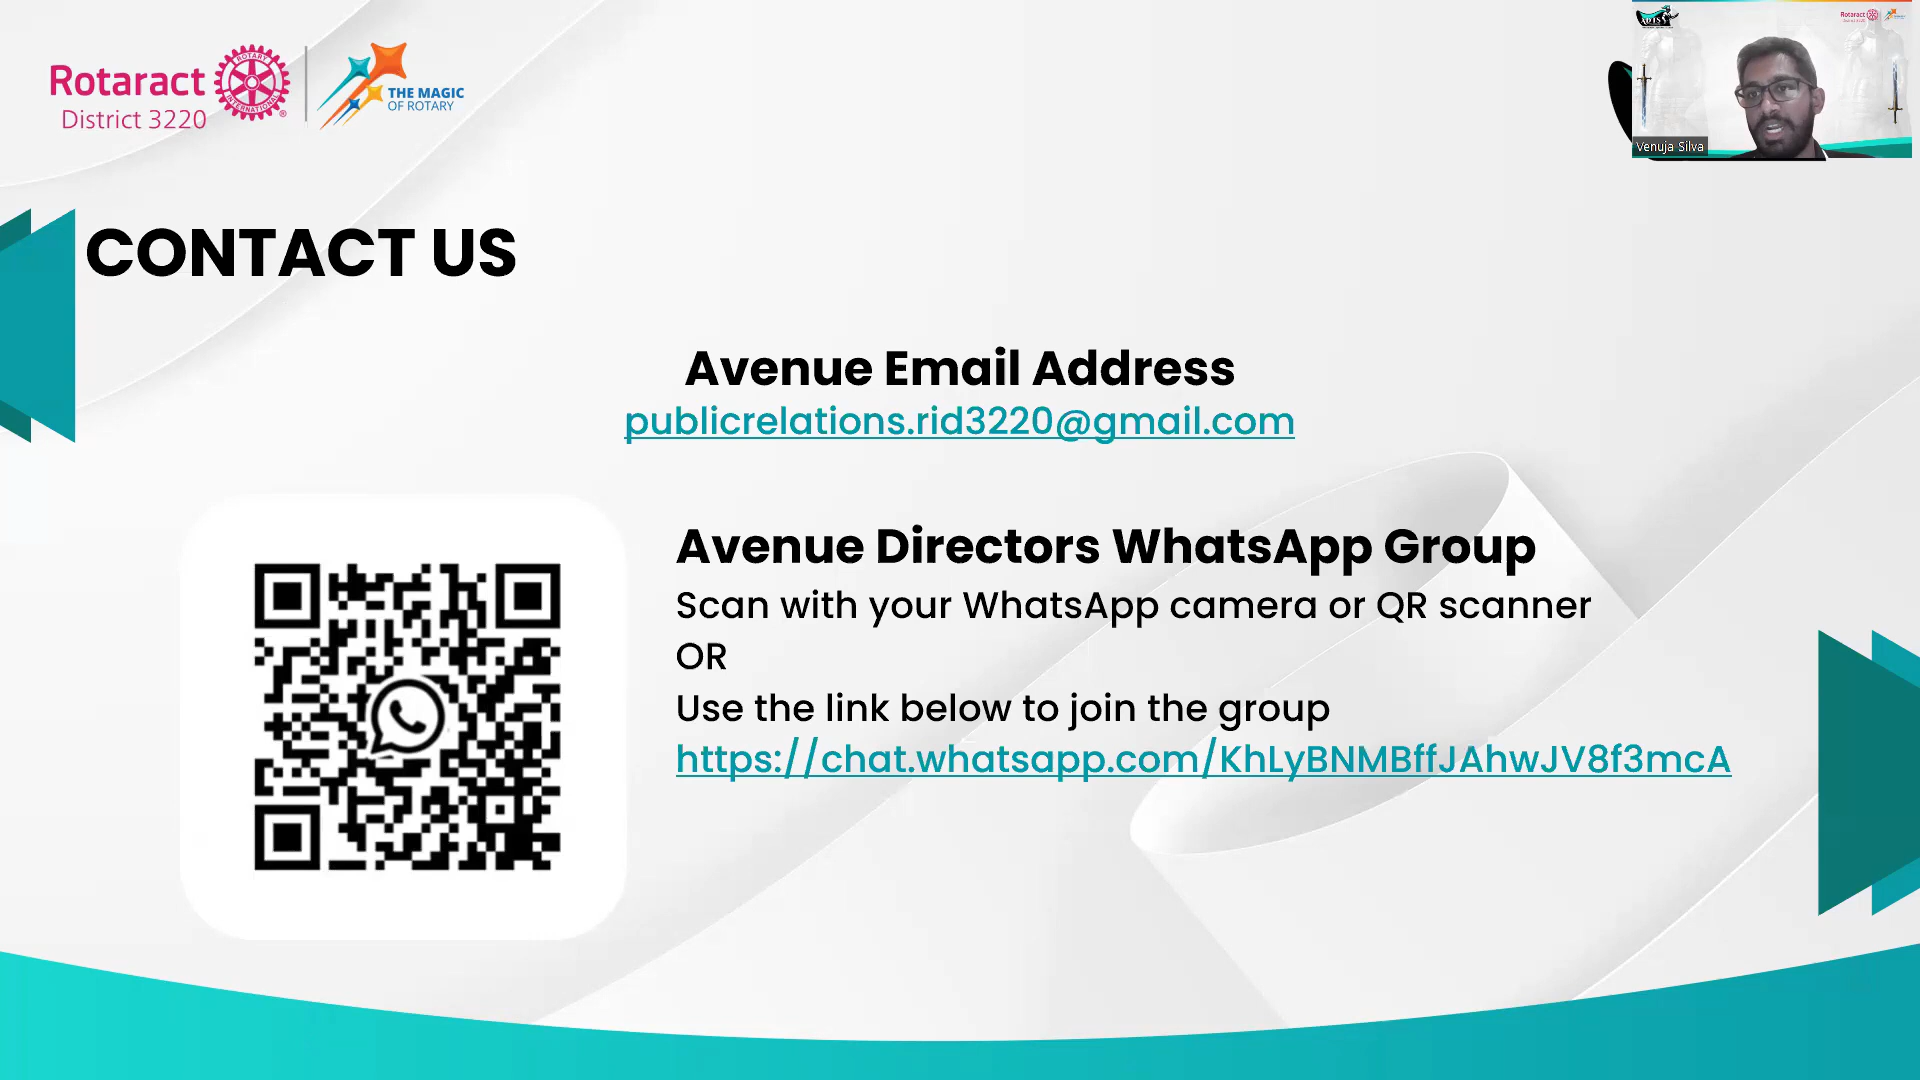 Rotaract
District 3220
ROTARY
INTERNATIONAL
THE MAGIC
OF ROTARY
Venuja Silva
CONTACT US
Avenue Email Address
publicrelations.rid3220@gmail.com
Avenue Directors WhatsApp Group
Scan with your WhatsApp camera or QR scanner
OR
Use the link below to join the group
https://chat.whatsapp.com/KhLyBNMBffJAhwJV8f3mcA